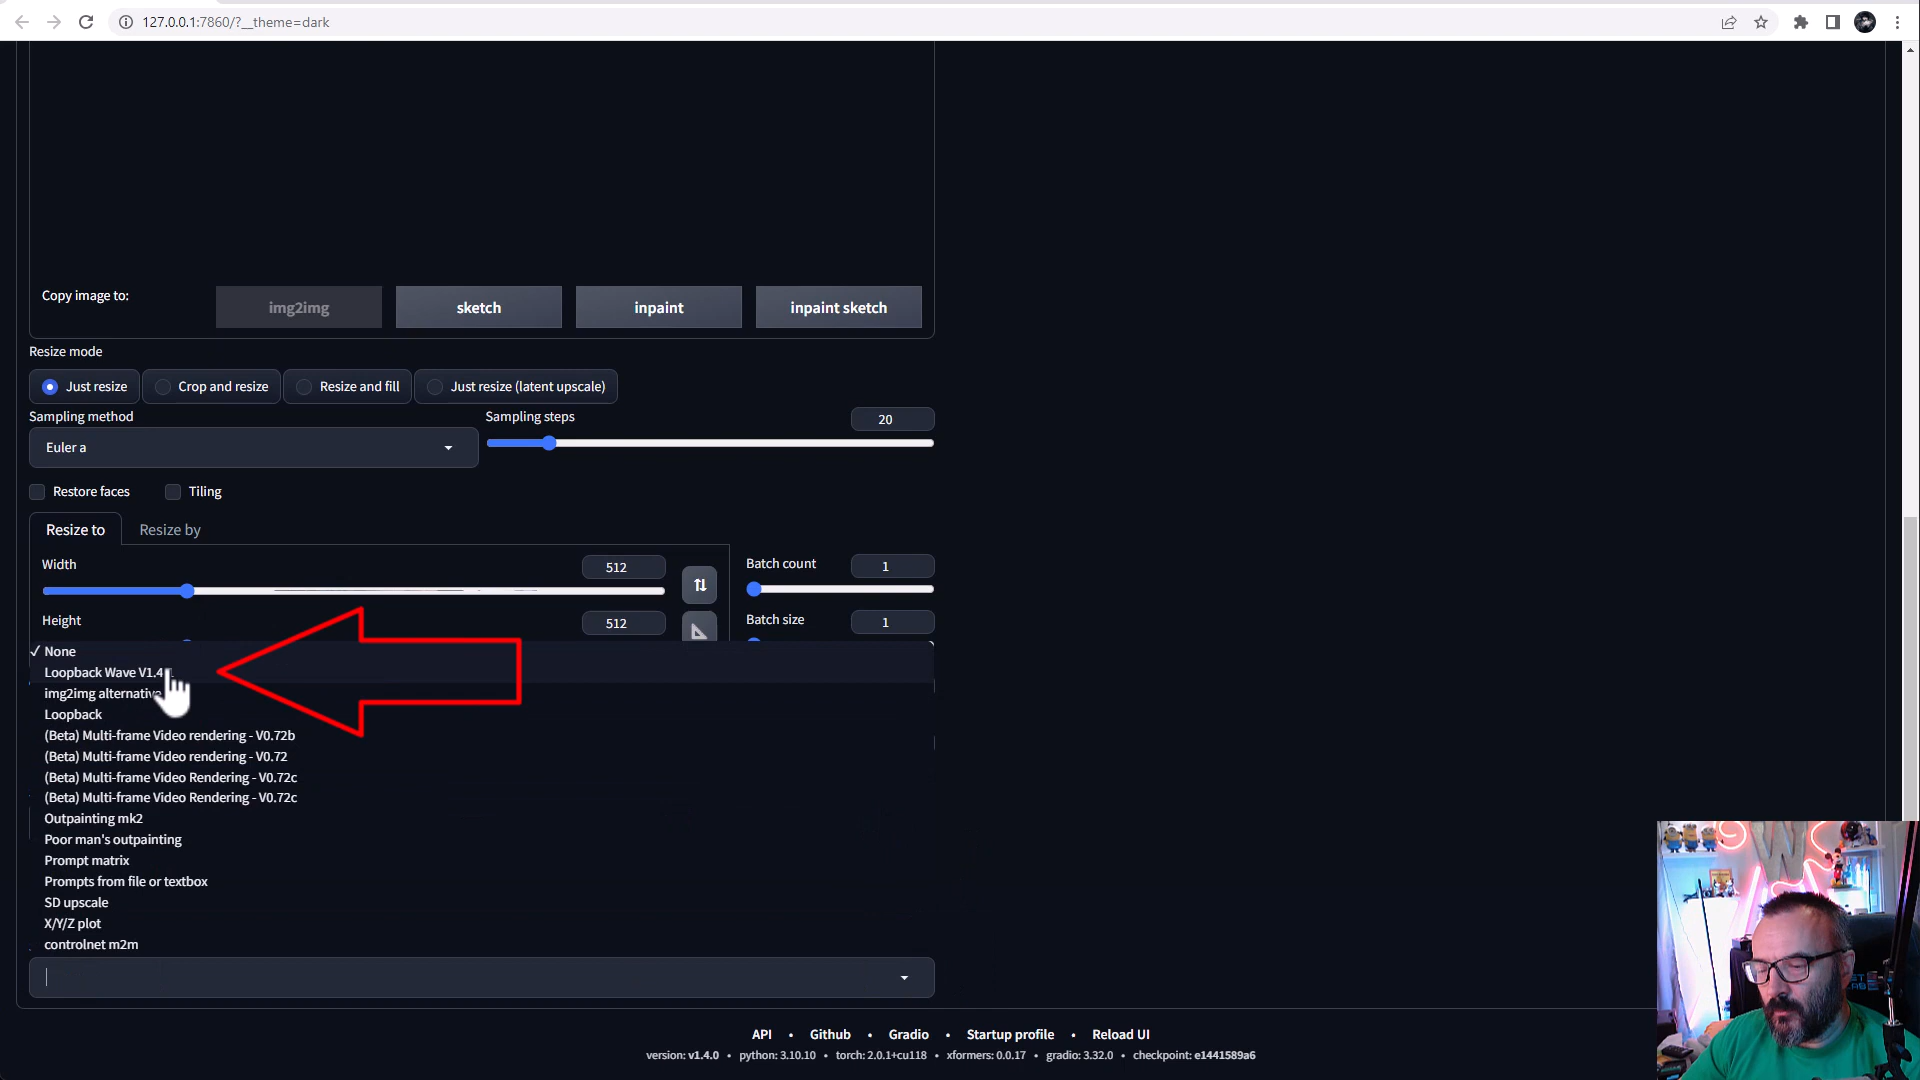 127.0.0.1:7860/?__theme=dark
Copy image to:
img2img
sketch
inpaint
inpaint sketch
Resize mode
Just resize
Crop and resize
Resize and fill
Just resize (latent upscale)
Sampling method
Sampling steps
20
Euler a
Restore faces
Tiling
Resize to
Resize by
Width
512
Batch count
1
Height
512
Batch size
1
✓ None
Loopback Wave V1.4
img2img alternative
Loopback
(Beta) Multi-frame Video rendering - V0.72b
(Beta) Multi-frame Video rendering - V0.72
(Beta) Multi-frame Video Rendering - V0.72c
(Beta) Multi-frame Video Rendering - V0.72c
Outpainting mk2
Poor man's outpainting
Prompt matrix
Prompts from file or textbox
SD upscale
X/Y/Z plot
controlnet m2m
API • Github • Gradio • Startup profile • Reload UI
version: v1.4.0 • python: 3.10.10 • torch: 2.0.1+cu118 • xformers: 0.0.17 • gradio: 3.32.0 • checkpoint: e1441589a6